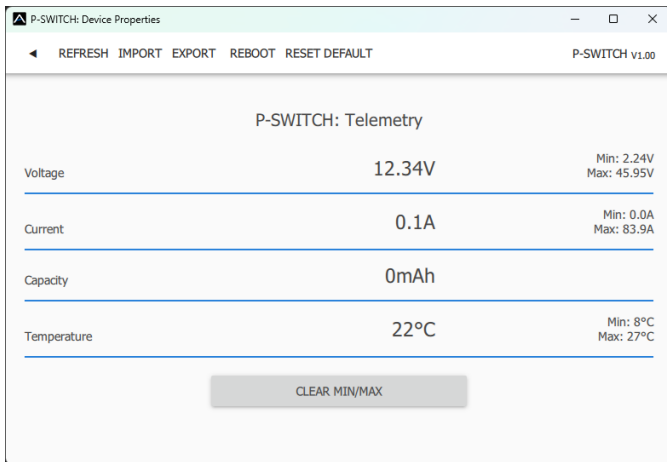 P-SWITCH: Device Properties
REFRESH IMPORT EXPORT REBOOT RESET DEFAULT P-SWITCH V1.00
P-SWITCH: Telemetry
Voltage 12.34V Min: 2.24V
Max: 45.95V
Current 0.1A Min: 0.0A
Max: 83.9A
Capacity 0mAh
Temperature 22°C Min: 8°C
Max: 27°C
CLEAR MIN/MAX